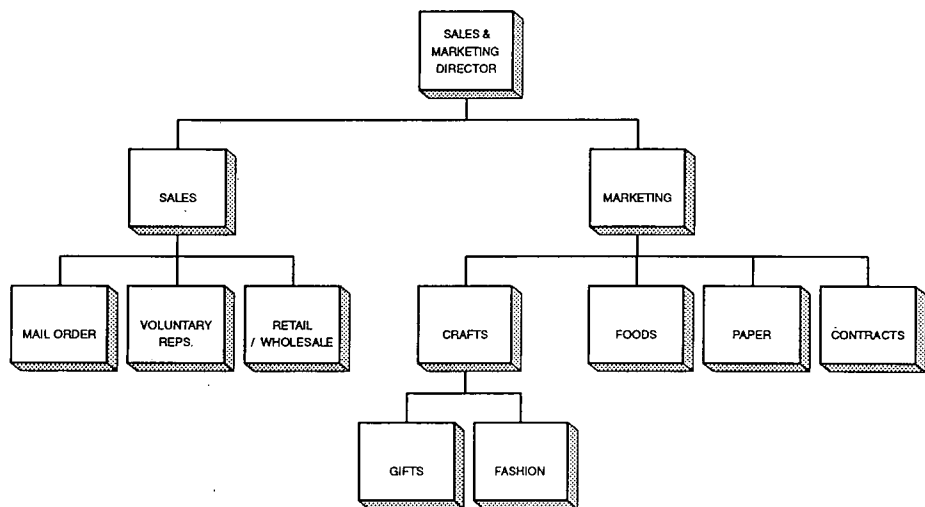 SALES &
MARKETING
DIRECTOR
SALES
MARKETING
MAIL ORDER
VOLUNTARY
REPS.
RETAIL
/ WHOLESALE
CRAFTS
FOODS
PAPER
CONTRACTS
GIFTS
FASHION